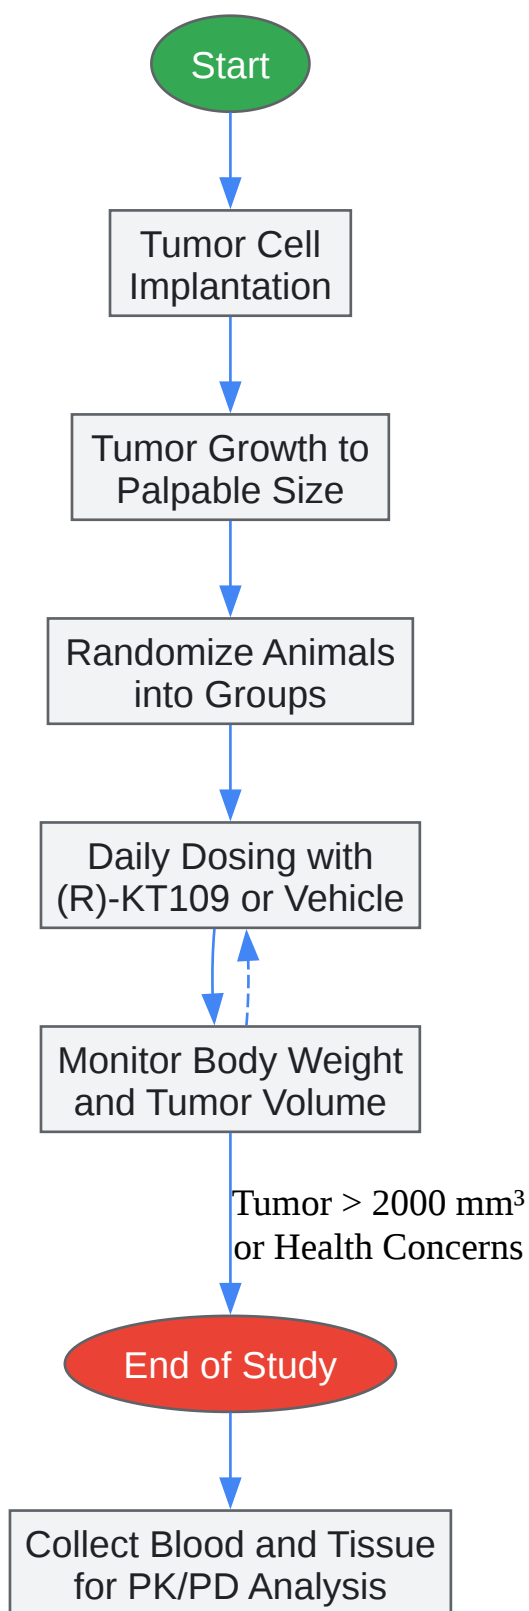 Start
Tumor Cell
Implantation
Tumor Growth to
Palpable Size
Randomize Animals
into Groups
Daily Dosing with
(R)-KT109 or Vehicle
Monitor Body Weight
and Tumor Volume
Tumor > 2000 mm³
or Health Concerns
End of Study
Collect Blood and Tissue
for PK/PD Analysis